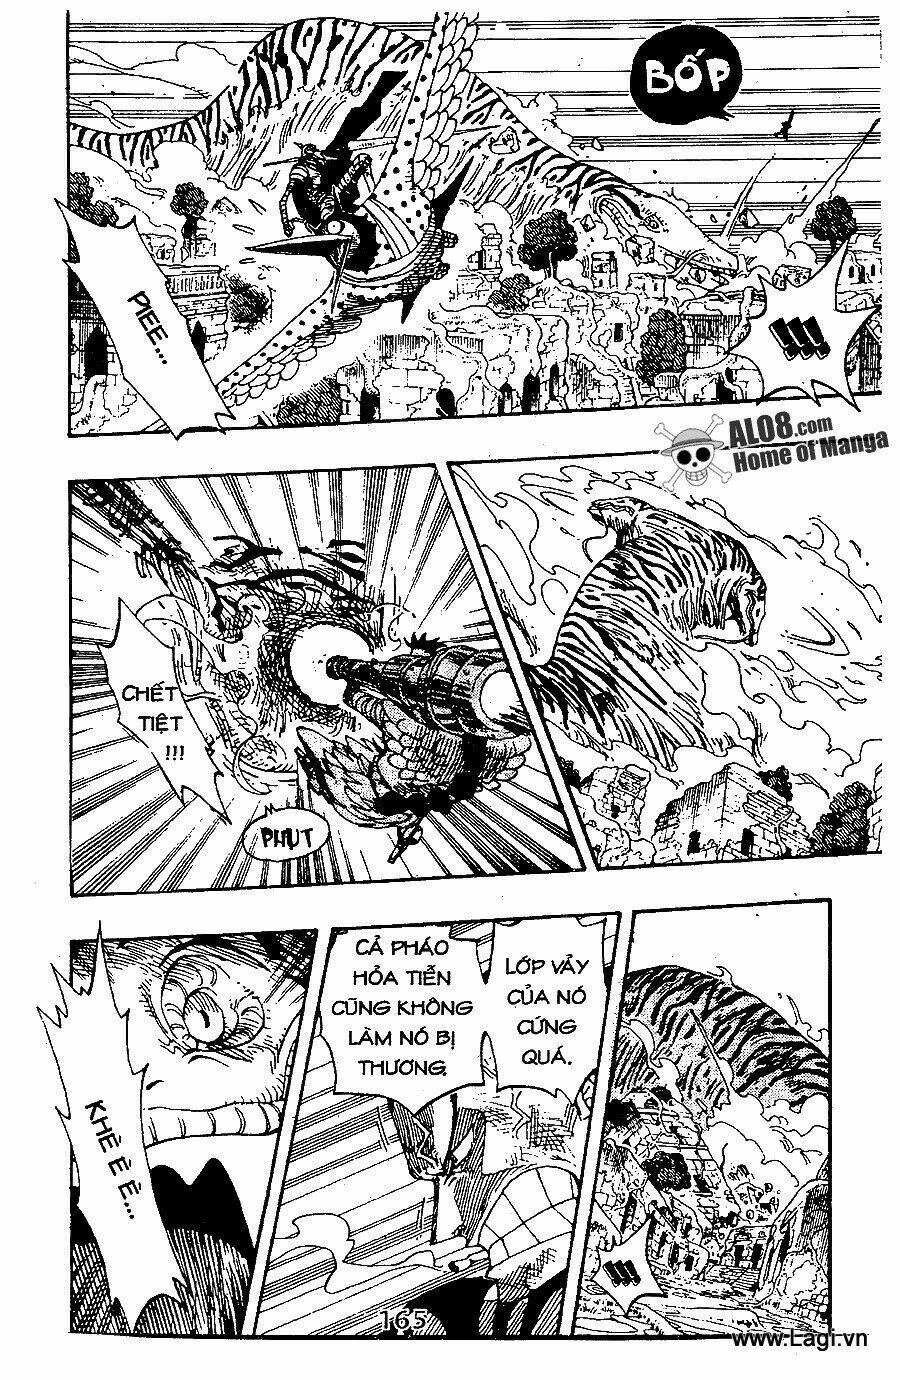 BỐP
PIEE...
!!!!
AL08.com
Home of Manga
CHẾT
TIỆT
!!!
PHỤT
LỚP VẢY
CỦA NÓ
CỨNG
QUÁ.
CẢ PHÁO
HỎA TIỄN
CŨNG KHÔNG
LÀM NÓ BỊ
THƯƠNG.
!!!!
KHÈ È È....
165
www.Lagi.vn